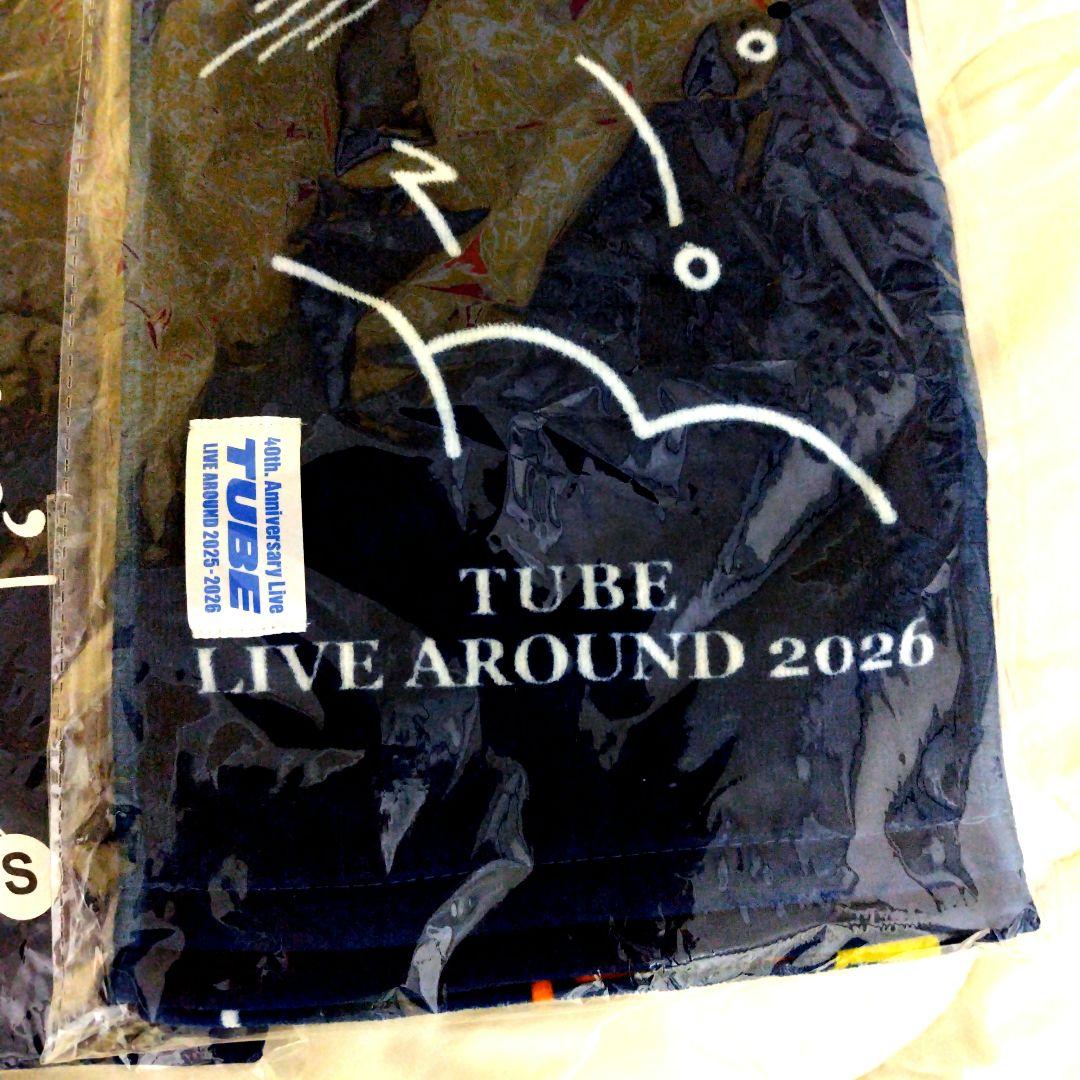 40th. Anniversary Live
TUBE
LIVE AROUND 2025-2026
TUBE
LIVE AROUND 2026
S